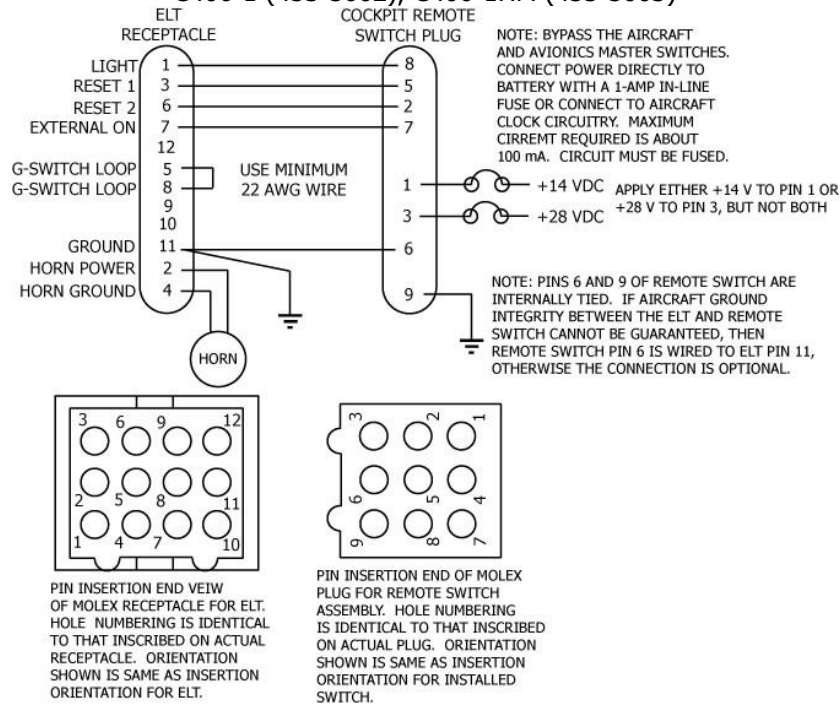 ELT
RECEPTACLE
COCKPIT REMOTE
SWITCH PLUG
LIGHT 1 8
RESET 1 3 5
RESET 2 6 2
EXTERNAL ON 7 7
12
G-SWITCH LOOP 5
G-SWITCH LOOP 8
9
10
GROUND 11 6
HORN POWER 2
HORN GROUND 4
9
HORN
USE MINIMUM
22 AWG WIRE
1 +14 VDC
3 +28 VDC
NOTE: BYPASS THE AIRCRAFT
AND AVIONICS MASTER SWITCHES.
CONNECT POWER DIRECTLY TO
BATTERY WITH A 1-AMP IN-LINE
FUSE OR CONNECT TO AIRCRAFT
CLOCK CIRCUITRY. MAXIMUM
CIRREMT REQUIRED IS ABOUT
100 mA. CIRCUIT MUST BE FUSED.
APPLY EITHER +14 V TO PIN 1 OR
+28 V TO PIN 3, BUT NOT BOTH
NOTE: PINS 6 AND 9 OF REMOTE SWITCH ARE
INTERNALLY TIED. IF AIRCRAFT GROUND
INTEGRITY BETWEEN THE ELT AND REMOTE
SWITCH CANNOT BE GUARANTEED, THEN
REMOTE SWITCH PIN 6 IS WIRED TO ELT PIN 11,
OTHERWISE THE CONNECTION IS OPTIONAL.
3 6 9 12
2 5 8 11
1 4 7 10
3 2 1
6 5 4
9 8 7
PIN INSERTION END VEIW
OF MOLEX RECEPTACLE FOR ELT.
HOLE NUMBERING IS IDENTICAL
TO THAT INSCRIBED ON ACTUAL
RECEPTACLE. ORIENTATION
SHOWN IS SAME AS INSERTION
ORIENTATION FOR ELT.
PIN INSERTION END OF MOLEX
PLUG FOR REMOTE SWITCH
ASSEMBLY. HOLE NUMBERING
IS IDENTICAL TO THAT INSCRIBED
ON ACTUAL PLUG. ORIENTATION
SHOWN IS SAME AS INSERTION
ORIENTATION FOR INSTALLED
SWITCH.